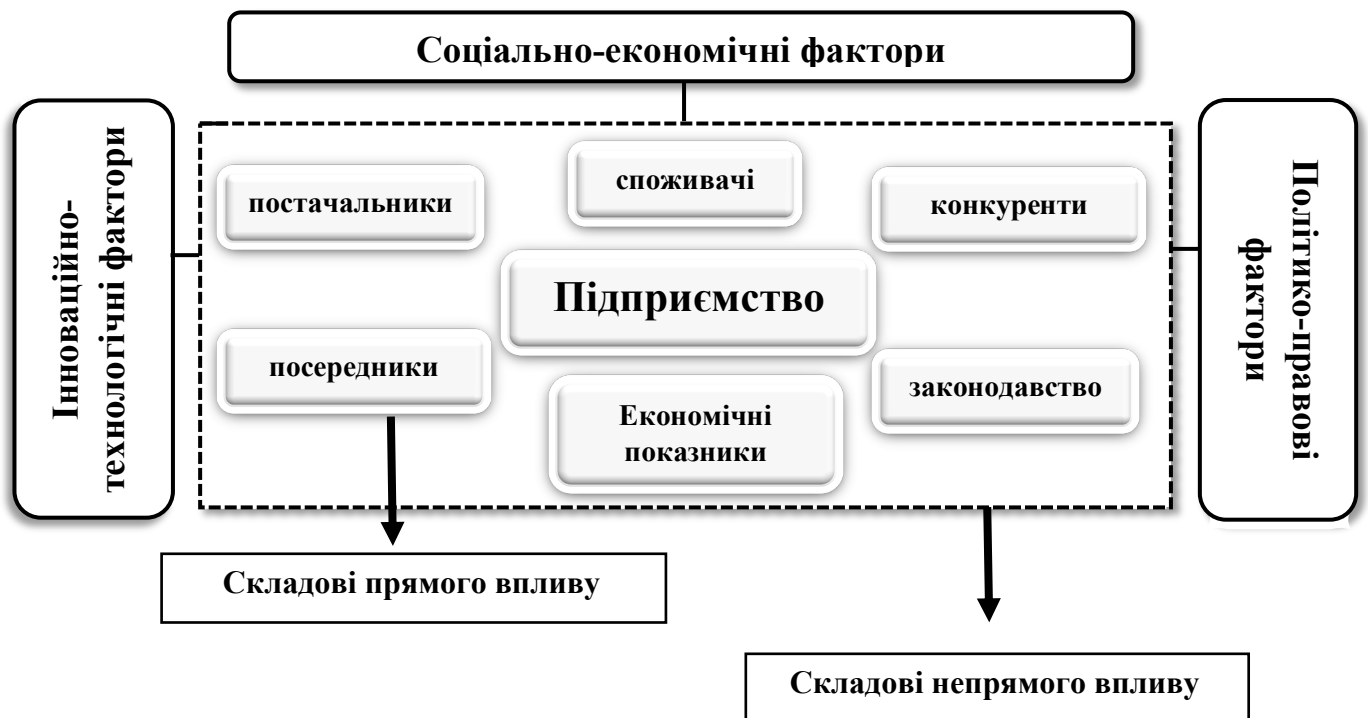 Соціально-економічні фактори
Інноваційно-
технологічні фактори
постачальники
споживачі
конкуренти
Підприємство
посередники
Економічні
показники
законодавство
Політико-правові
фактори
Складові прямого впливу
Складові непрямого впливу